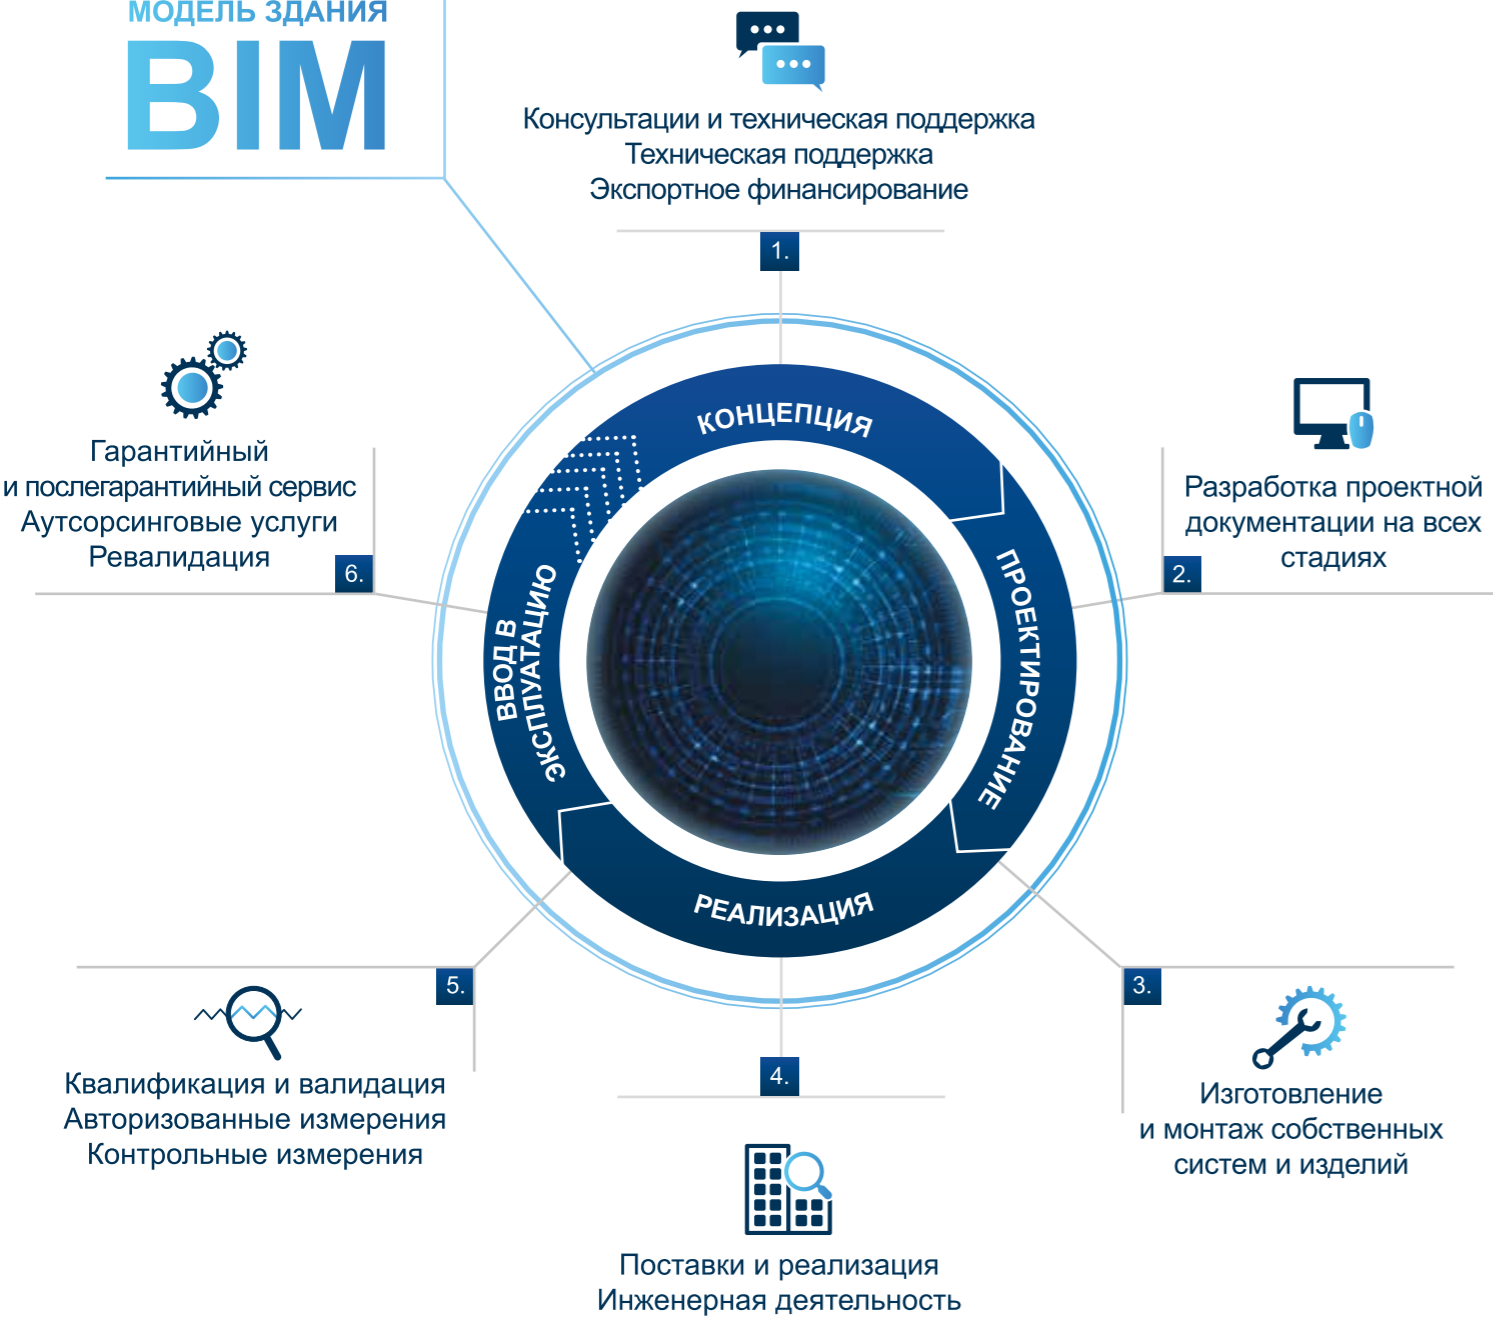 МОДЕЛЬ ЗДАНИЯ
BIM
Консультации и техническая поддержка
Техническая поддержка
Экспортное финансирование
1.
КОНЦЕПЦИЯ
Разработка проектной
документации на всех
стадиях
2.
ПРОЕКТИРОВАНИЕ
3.
Изготовление
и монтаж собственных
систем и изделий
РЕАЛИЗАЦИЯ
4.
Поставки и реализация
Инженерная деятельность
5.
Квалификация и валидация
Авторизованные измерения
Контрольные измерения
ВВОД В
ЭКСПЛУАТАЦИЮ
Гарантийный
и послегарантийный сервис
Аутсорсинговые услуги
Ревалидация
6.